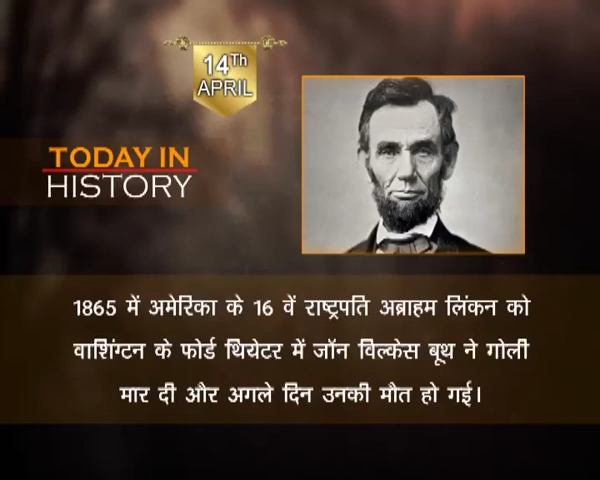 14Th
APRIL
TODAY IN
HISTORY
1865 में अमेरिका के 16 वें राष्ट्रपति अब्राहम लिंकन को
वाशिंग्टन के फोर्ड थियेटर में जॉन विल्केस बूथ ने गोली
मार दी और अगले दिन उनकी मौत हो गई।